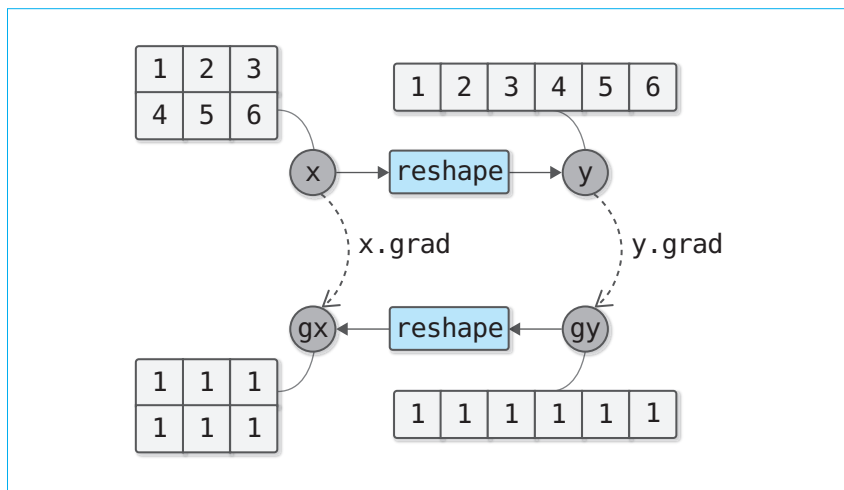 1 2 3
4 5 6
1 2 3 4 5 6
x reshape y
x.grad y.grad
gx reshape gy
1 1 1
1 1 1
1 1 1 1 1 1